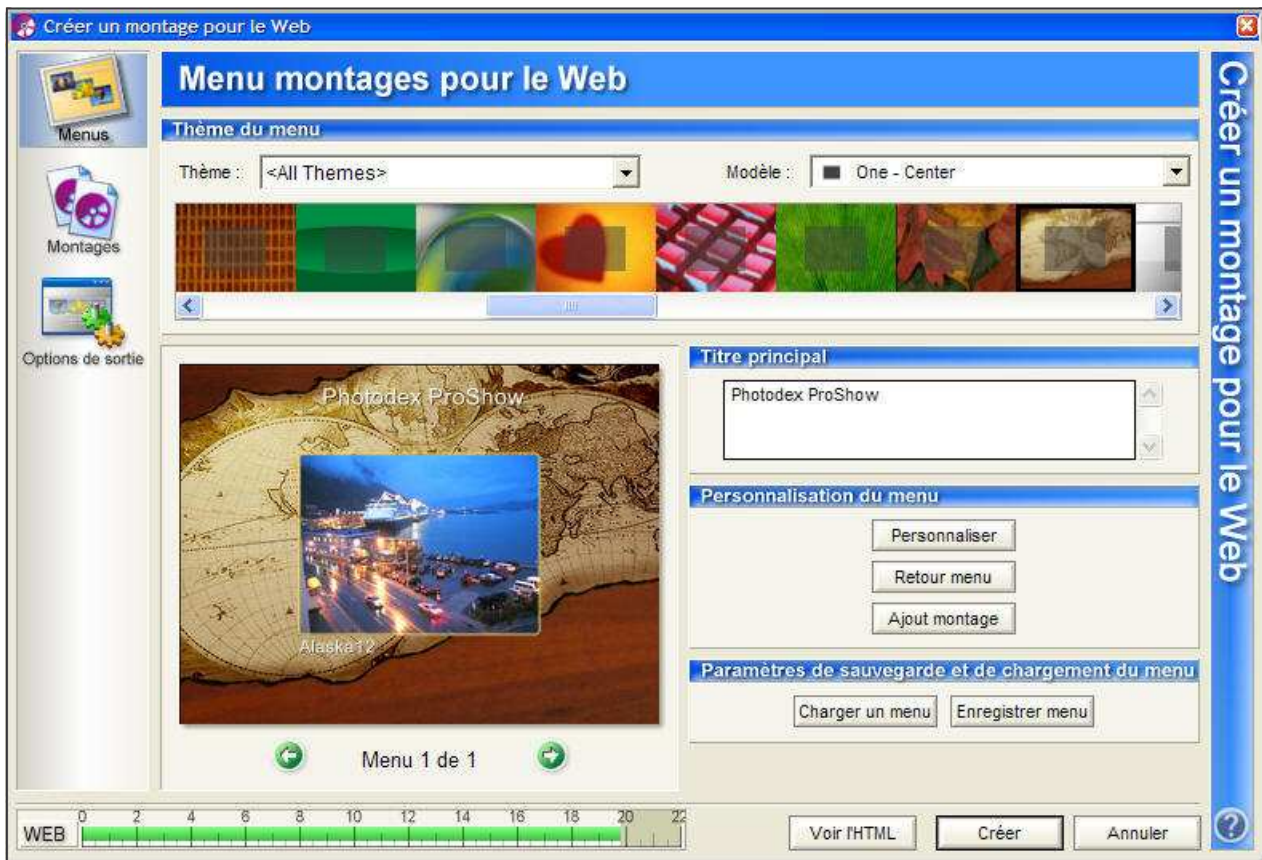 Créer un montage pour le Web
Menus
Montages
Options de sortie
Menu montages pour le Web
Thème du menu
Thème : <All Themes>
Modèle : One - Center
Photodex ProShow
Alaska12
Menu 1 de 1
Titre principal
Photodex ProShow
Personnalisation du menu
Personnaliser
Retour menu
Ajout montage
Paramètres de sauvegarde et de chargement du menu
Charger un menu Enregistrer menu
WEB 0 2 4 6 8 10 12 14 16 18 20 22
Voir l'HTML Créer Annuler
Créer un montage pour le Web
?